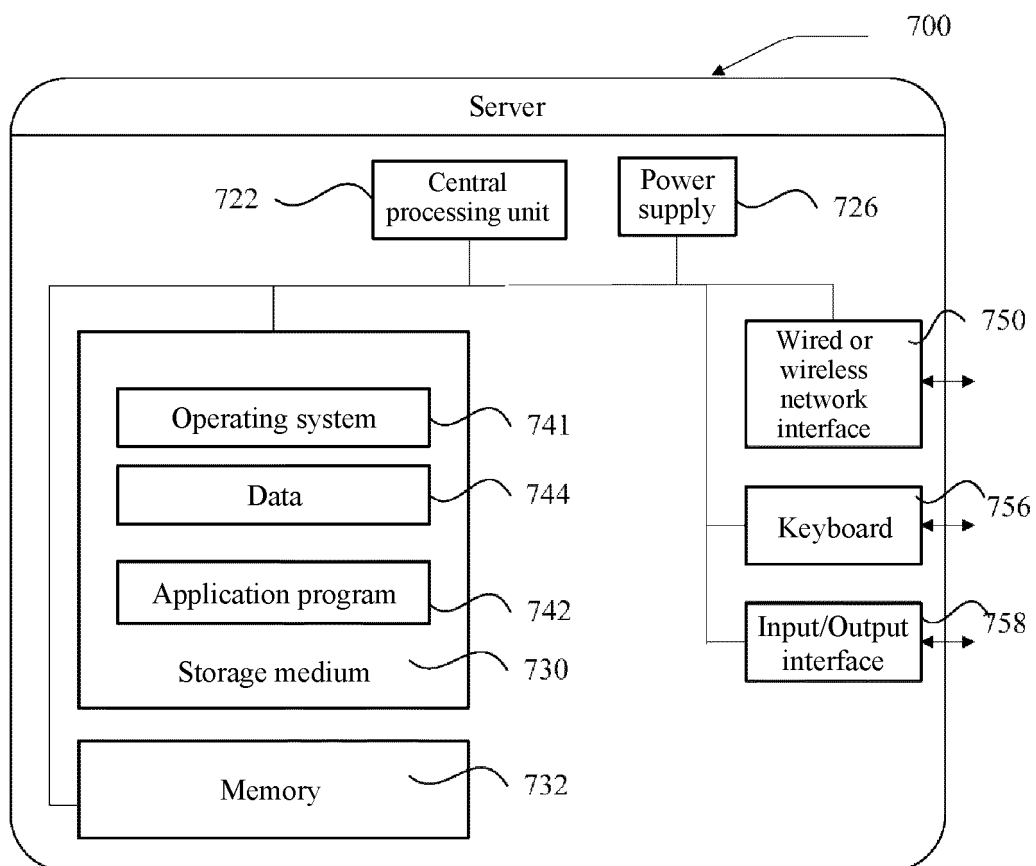 700
Server
722
Central
processing unit
Power
supply
726
Operating system
741
Data
744
Application program
742
Storage medium
730
Memory
732
Wired or
wireless
network
interface
750
Keyboard
756
Input/Output
interface
758